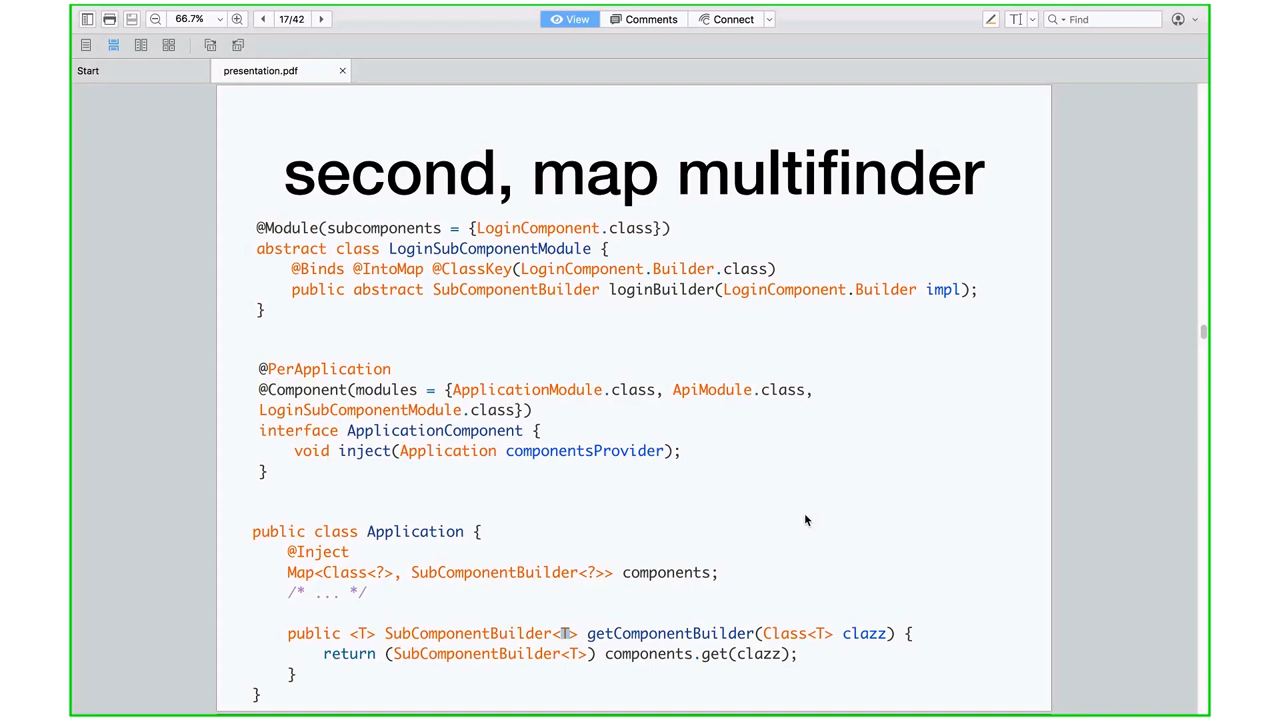 66.7%
17/42
View
Comments
Connect
Find
Start
presentation.pdf
second, map multifinder
@Module(subcomponents = {LoginComponent.class})
abstract class LoginSubComponentModule {
@Binds @IntoMap @ClassKey(LoginComponent.Builder.class)
public abstract SubComponentBuilder loginBuilder(LoginComponent.Builder impl);
}
@PerApplication
@Component(modules = {ApplicationModule.class, ApiModule.class,
LoginSubComponentModule.class})
interface ApplicationComponent {
void inject(Application componentsProvider);
}
public class Application {
@Inject
Map<Class<?>, SubComponentBuilder<?>> components;
/* ... */
public <T> SubComponentBuilder<T> getComponentBuilder(Class<T> clazz) {
return (SubComponentBuilder<T>) components.get(clazz);
}
}